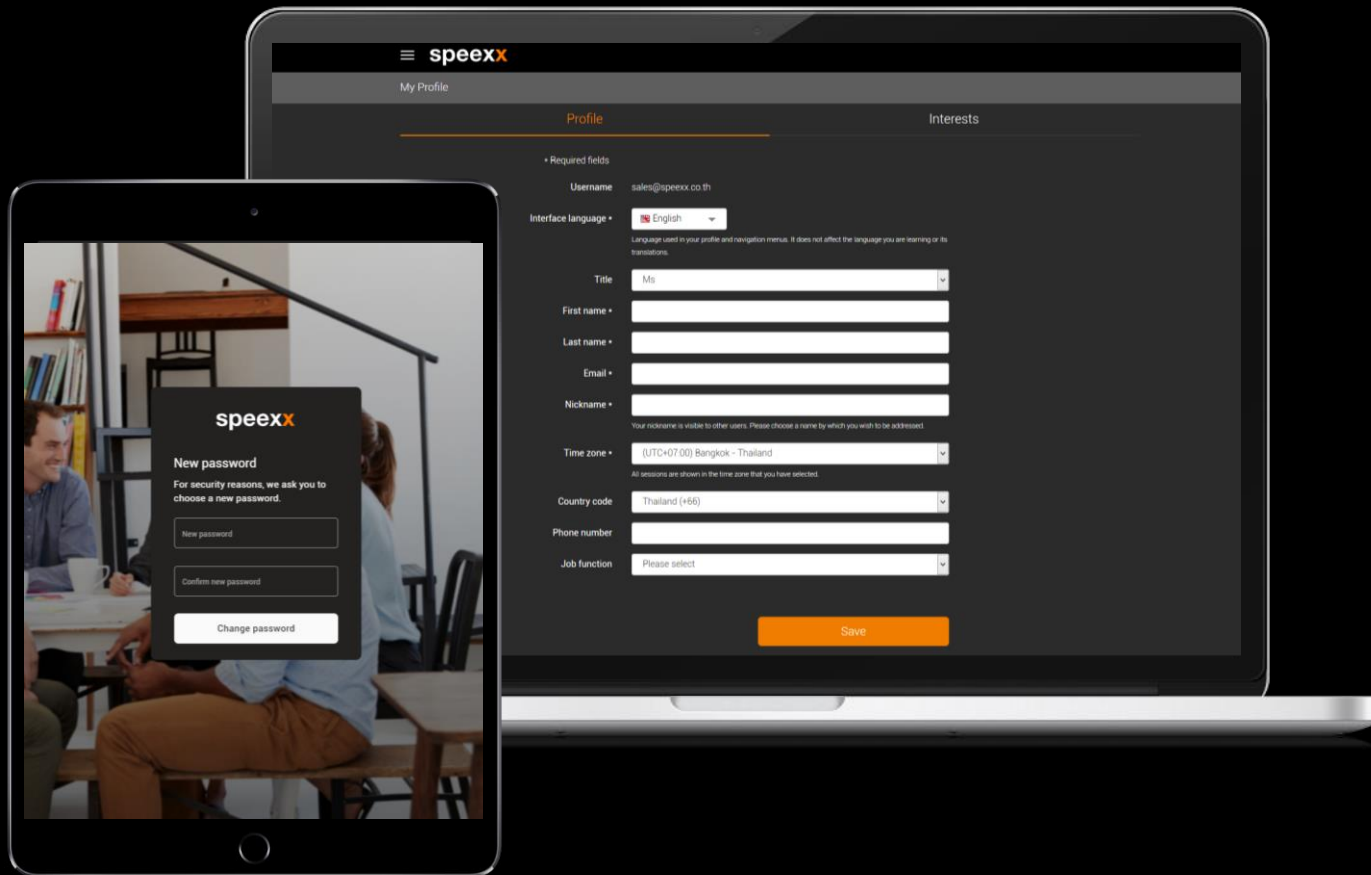 speexx
My Profile
Profile
Interests
• Required fields
Username
sales@speexx.co.th
Interface language •
English
Language used in your profile and navigation menus. It does not affect the language you are learning or its
translations.
Title
Ms
First name •
Last name •
Email •
Nickname •
Your nickname is visible to other users. Please choose a name by which you wish to be addressed.
Time zone •
(UTC+07:00) Bangkok - Thailand
All sessions are shown in the time zone that you have selected.
Country code
Thailand (+66)
Phone number
Job function
Please select
Save
speexx
New password
For security reasons, we ask you to
choose a new password.
New password
Confirm new password
Change password